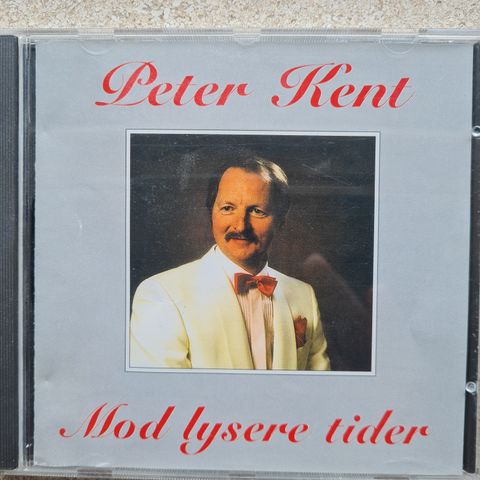 Peter Kent
Mod lysere tider